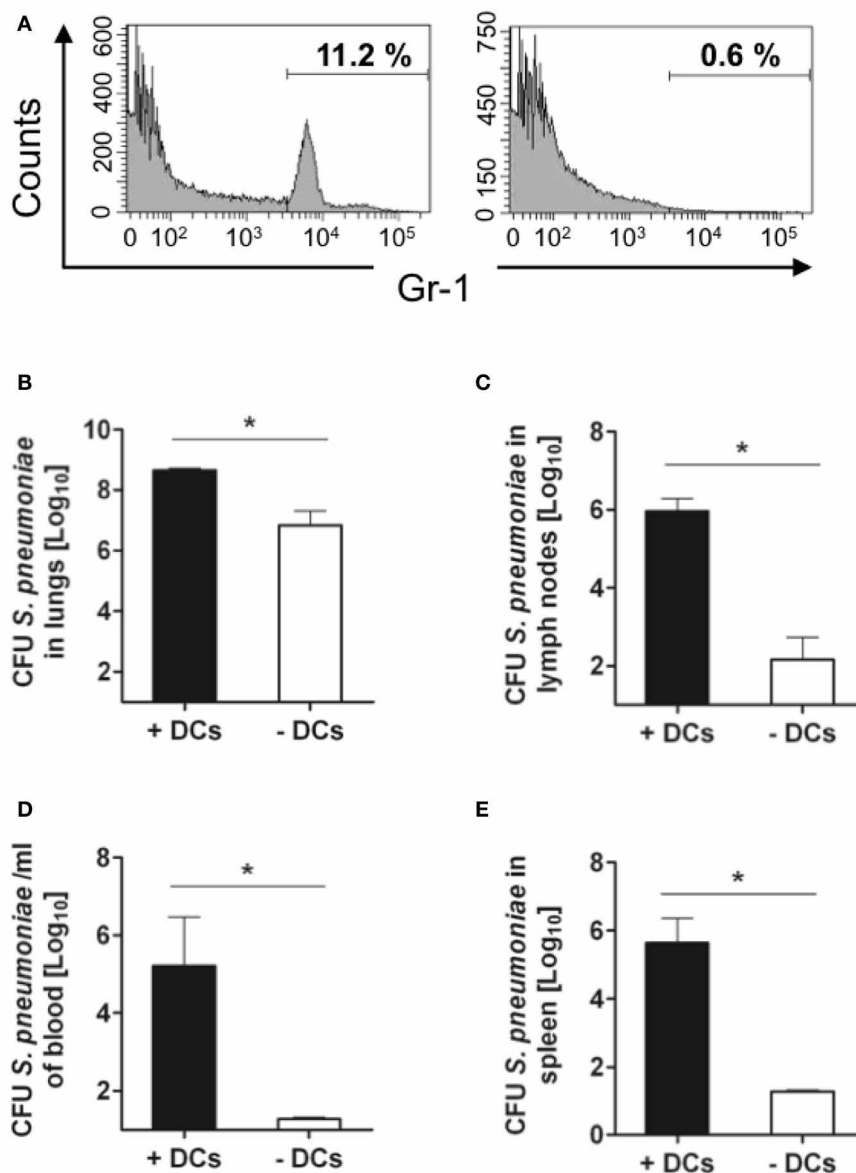 A
Counts
600
400
200
0
11.2 %
0 10² 10³ 10⁴ 10⁵
750
450
150
0
0.6 %
0 10² 10³ 10⁴ 10⁵
Gr-1
B
CFU S. pneumoniae
in lungs [Log₁₀]
10
8
6
4
2
*
+ DCs - DCs
C
CFU S. pneumoniae in
lymph nodes [Log₁₀]
8
6
4
2
*
+ DCs - DCs
D
CFU S. pneumoniae /ml
of blood [Log₁₀]
8
6
4
2
*
+ DCs - DCs
E
CFU S. pneumoniae in
spleen [Log₁₀]
8
6
4
2
0
*
+ DCs - DCs